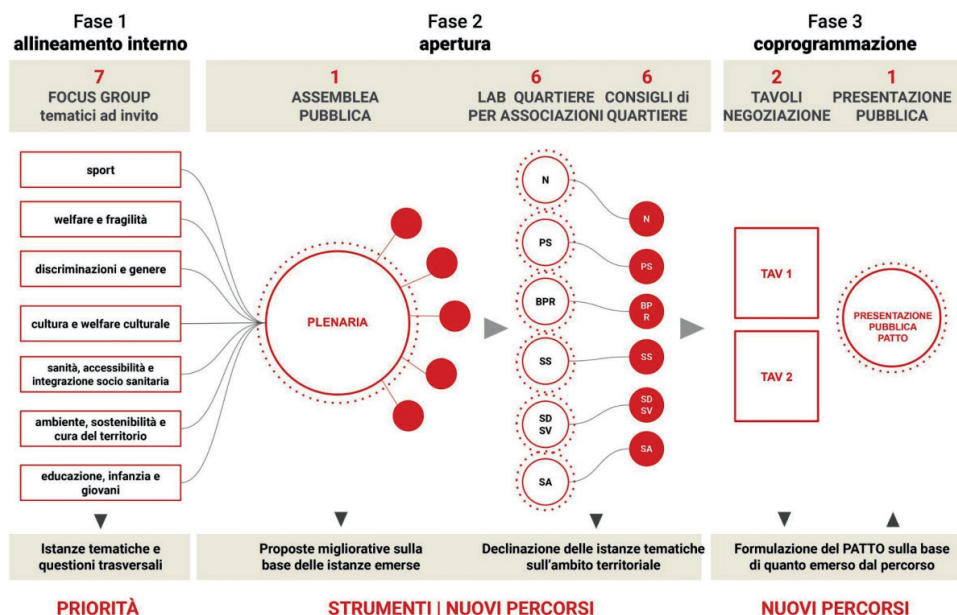 Fase 1
allineamento interno
Fase 2
apertura
Fase 3
coprogrammazione
7
FOCUS GROUP
tematici ad invito
1
ASSEMBLEA
PUBBLICA
6
LAB QUARTIERE
PER ASSOCIAZIONI
6
CONSIGLI di
QUARTIERE
2
TAVOLI
NEGOZIAZIONE
1
PRESENTAZIONE
PUBBLICA
sport
welfare e fragilità
discriminazioni e genere
cultura e welfare culturale
sanità, accessibilità e
integrazione socio sanitaria
ambiente, sostenibilità e
cura del territorio
educazione, infanzia e
giovani
PLENARIA
N
PS
BPR
SS
SD
SV
SA
N
PS
BP
R
SS
SD
SV
SA
TAV 1
TAV 2
PRESENTAZIONE
PUBBLICA
PATTO
Istanze tematiche e
questioni trasversali
Proposte migliorative sulla
base delle istanze emerse
Declinazione delle istanze tematiche
sull'ambito territoriale
Formulazione del PATTO sulla base
di quanto emerso dal percorso
PRIORITÀ
STRUMENTI | NUOVI PERCORSI
NUOVI PERCORSI